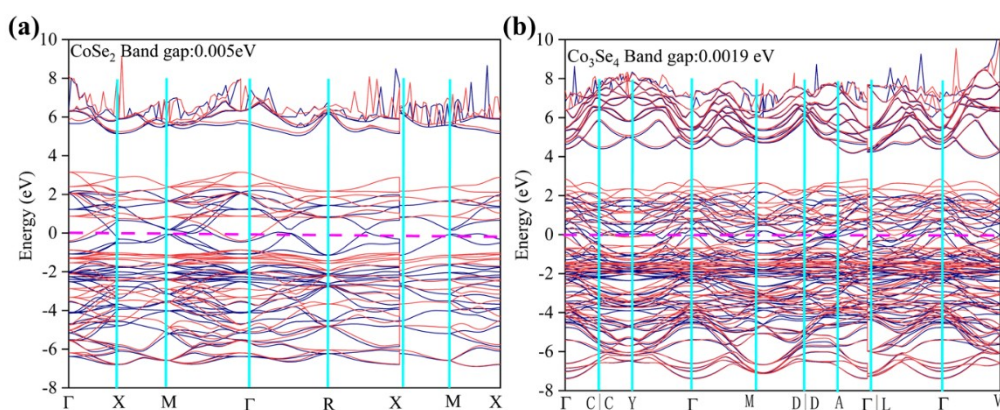 (a)
CoSe₂ Band gap:0.005eV
Energy (eV)
10
8
6
4
2
0
-2
-4
-6
-8
Γ X M Γ R X M X
(b)
Co₃Se₄ Band gap:0.0019 eV
Energy (eV)
10
8
6
4
2
0
-2
-4
-6
-8
Γ C|C Y Γ M D|D A Γ|L Γ V